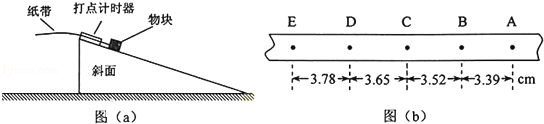 纸带
打点计时器
物块
斜面
图（a）
E D C B A
3.78 3.65 3.52 3.39 cm
图（b）